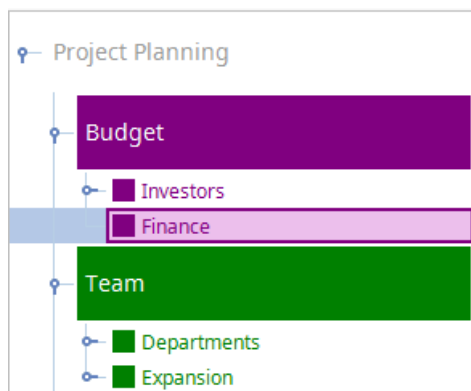 Project Planning
Budget
Investors
Finance
Team
Departments
Expansion